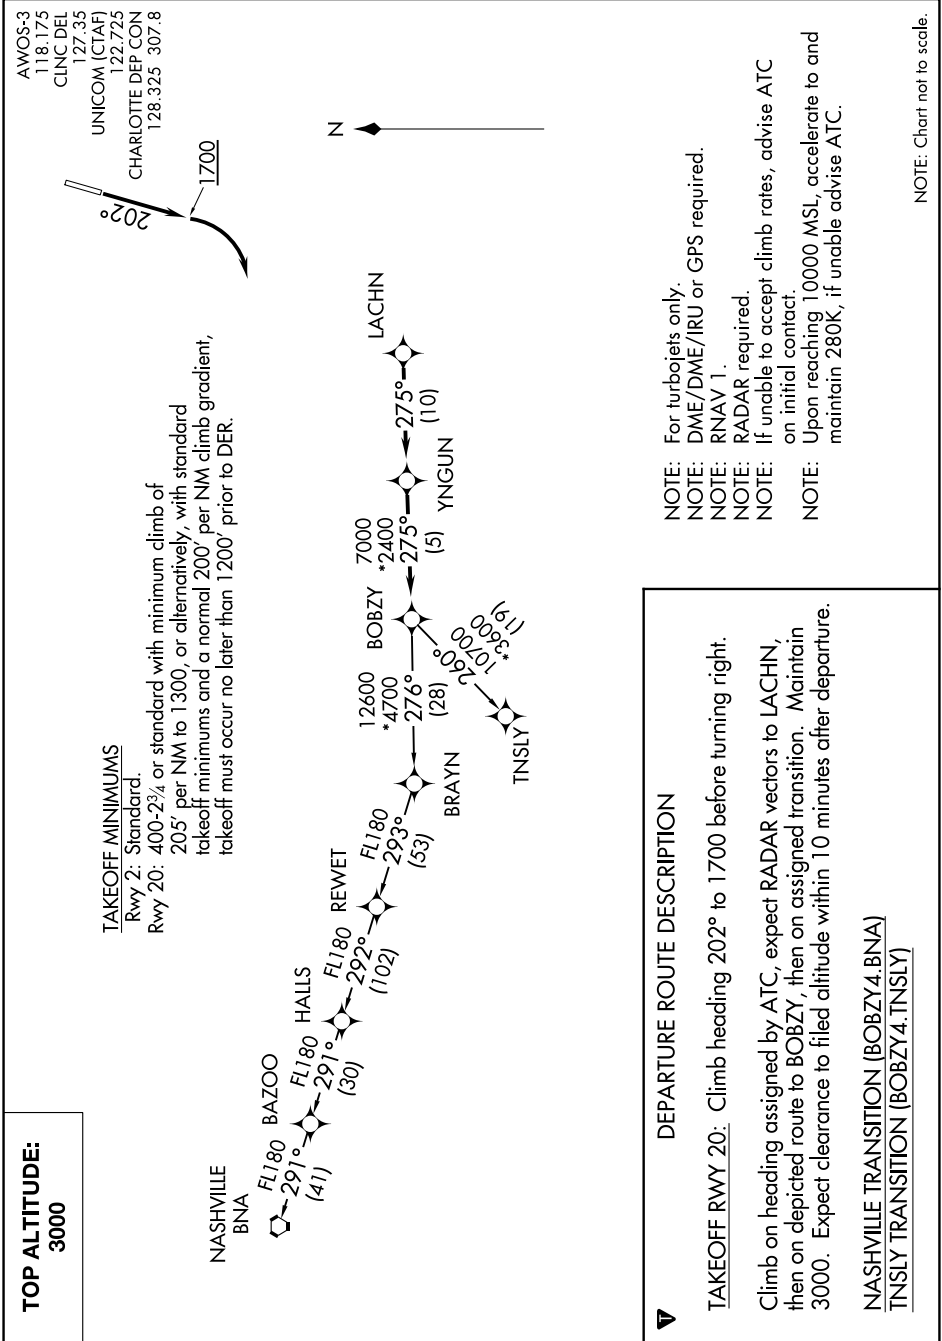 TOP ALTITUDE:
3000
AWOS-3
118.175
CLNC DEL
127.35
UNICOM (CTAF)
122.725
CHARLOTTE DEP CON
128.325 307.8
TAKEOFF MINIMUMS
Rwy 2: Standard.
Rwy 20: 400-2¾ or standard with minimum climb of
205' per NM to 1300, or alternatively, with standard
takeoff minimums and a normal 200' per NM climb gradient,
takeoff must occur no later than 1200' prior to DER.
202°
1700
N
NASHVILLE
BNA
FL180
291°
(41)
BAZOO
FL180
291°
(30)
HALLS
FL180
292°
(102)
REWET
FL180
293°
(53)
BRAYN
12600
*4700
276°
(28)
BOBZY
7000
*2400
275°
(5)
YNGUN
275°
(10)
LACHN
TNSLY
260°
10700
*3600
(19)
T
DEPARTURE ROUTE DESCRIPTION
TAKEOFF RWY 20: Climb heading 202° to 1700 before turning right.
Climb on heading assigned by ATC, expect RADAR vectors to LACHN,
then on depicted route to BOBZY, then on assigned transition. Maintain
3000. Expect clearance to filed altitude within 10 minutes after departure.
NASHVILLE TRANSITION (BOBZY4.BNA)
TNSLY TRANSITION (BOBZY4.TNSLY)
NOTE: For turbojets only.
NOTE: DME/DME/IRU or GPS required.
NOTE: RNAV 1.
NOTE: RADAR required.
NOTE: If unable to accept climb rates, advise ATC
on initial contact.
NOTE: Upon reaching 10000 MSL, accelerate to and
maintain 280K, if unable advise ATC.
NOTE: Chart not to scale.